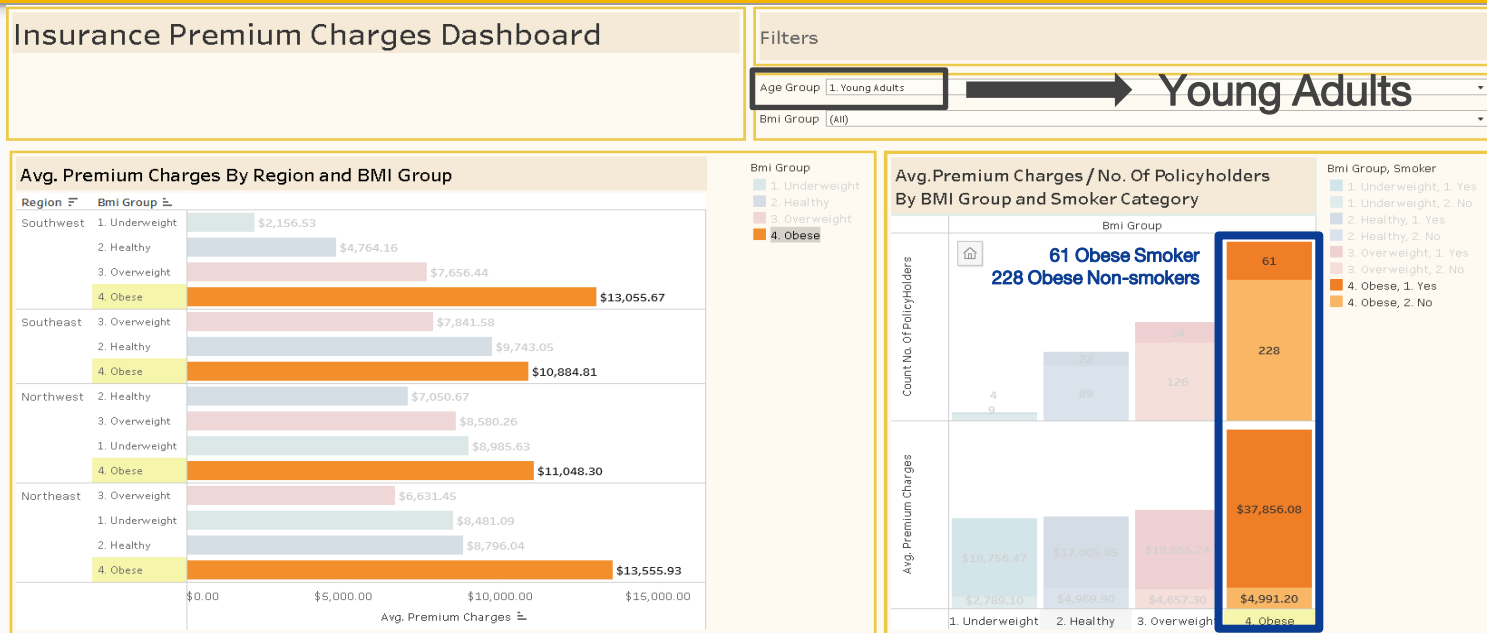 Insurance Premium Charges Dashboard
Filters
Age Group 1. Young Adults
Young Adults
Bmi Group (All)
Avg. Premium Charges By Region and BMI Group
Region Bmi Group
Southwest 1. Underweight $2,156.53
2. Healthy $4,764.16
3. Overweight $7,656.44
4. Obese $13,055.67
Southeast 3. Overweight $7,841.58
2. Healthy $9,743.05
4. Obese $10,884.81
Northwest 2. Healthy $7,050.67
3. Overweight $8,580.26
1. Underweight $8,985.63
4. Obese $11,048.30
Northeast 3. Overweight $6,631.45
1. Underweight $8,481.09
2. Healthy $8,796.04
4. Obese $13,555.93
$0.00 $5,000.00 $10,000.00 $15,000.00
Avg. Premium Charges
Bmi Group
1. Underweight
2. Healthy
3. Overweight
4. Obese
Avg.Premium Charges / No. Of Policyholders
By BMI Group and Smoker Category
Bmi Group
61 Obese Smoker
228 Obese Non-smokers
Count No. Of PolicyHolders
61
24
22
228
126
89
4
9
Avg. Premium Charges
$37,856.08
$18,756.47 $17,005.85
$2,789.10 $4,969.90 $4,657.30 $4,991.20
1. Underweight 2. Healthy 3. Overweight 4. Obese
Bmi Group, Smoker
1. Underweight, 1. Yes
1. Underweight, 2. No
2. Healthy, 1. Yes
2. Healthy, 2. No
3. Overweight, 1. Yes
3. Overweight, 2. No
4. Obese, 1. Yes
4. Obese, 2. No